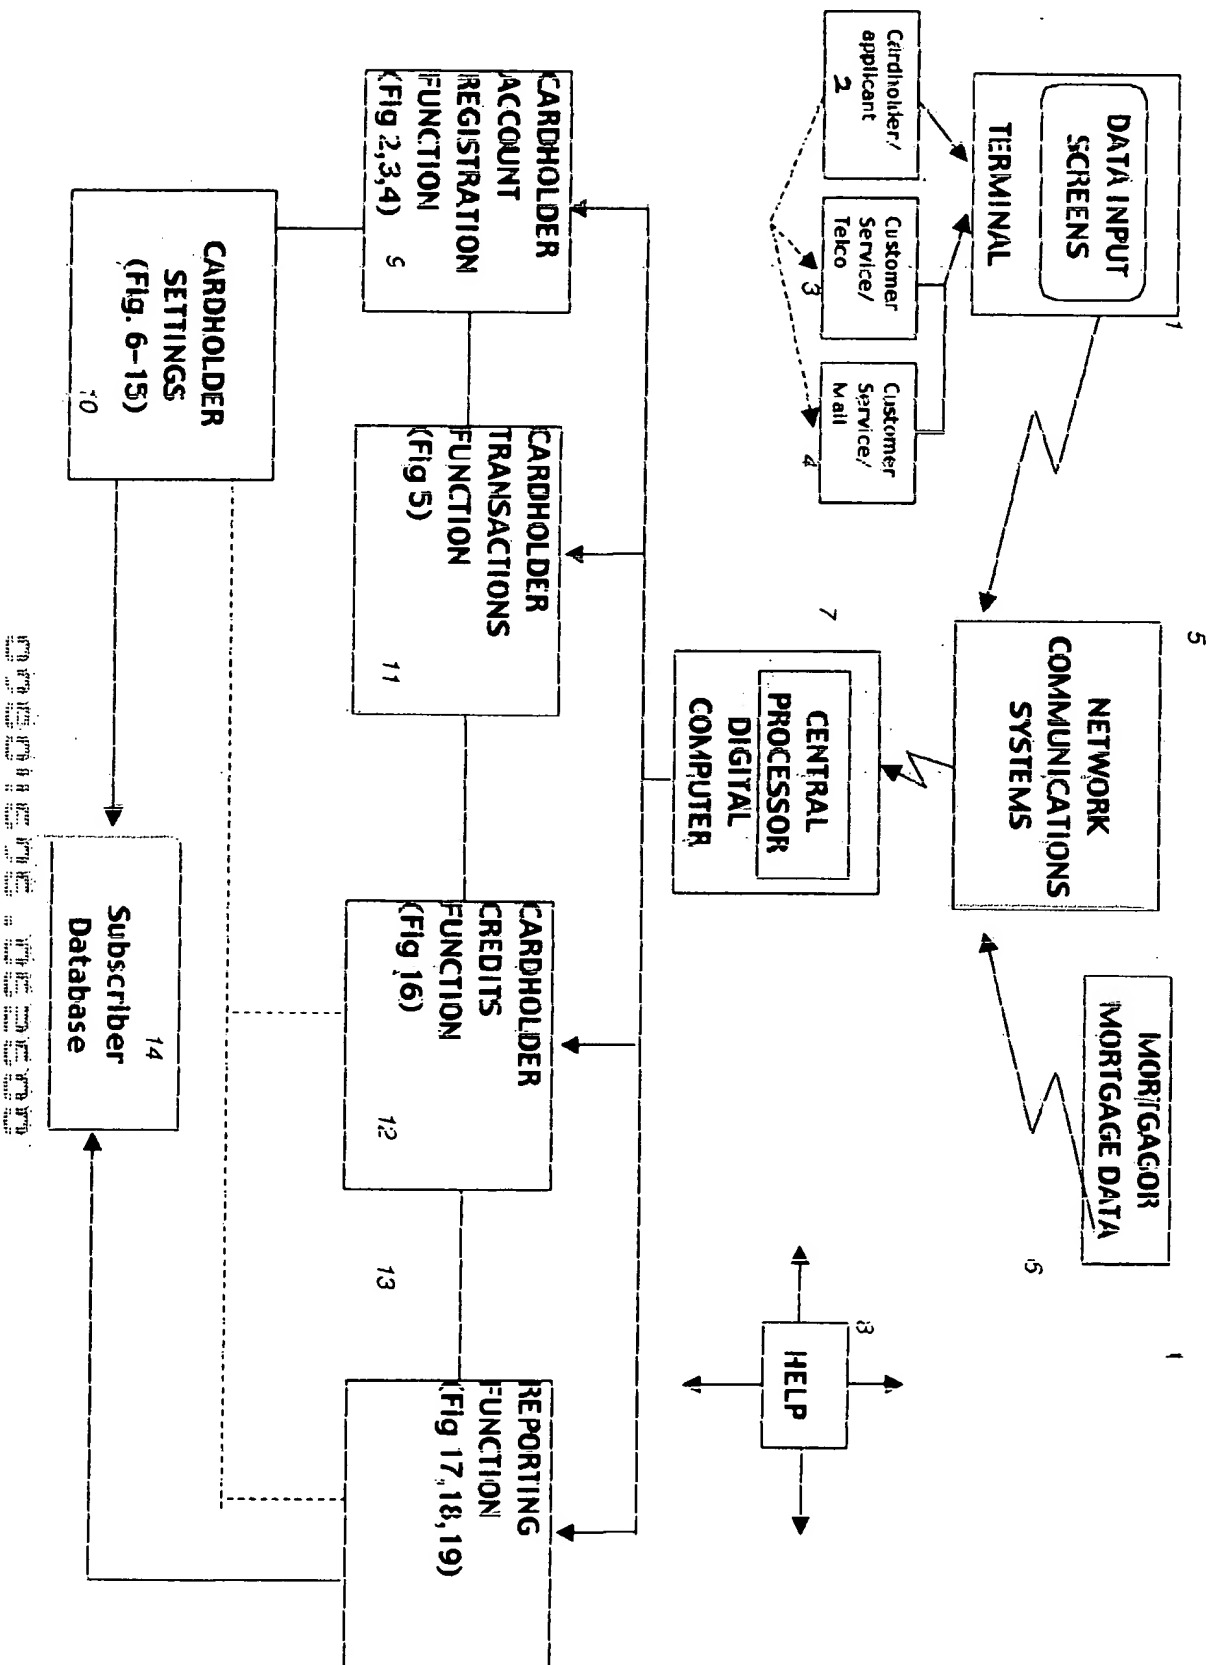 1
DATA INPUT
SCREENS
TERMINAL
Cardholder/
applicant
2
Customer
Service/
Telco
3
Customer
Service/
Mail
4
5
NETWORK
COMMUNICATIONS
SYSTEMS
MORTGAGOR
MORTGAGE DATA
6
7
CENTRAL
PROCESSOR
DIGITAL
COMPUTER
8
HELP
CARDHOLDER
ACCOUNT
REGISTRATION
FUNCTION
(Fig 2,3,4)
CARDHOLDER
TRANSACTIONS
FUNCTION
(Fig 5)
11
CARDHOLDER
CREDITS
FUNCTION
(Fig 16)
12
13
REPORTING
FUNCTION
(Fig 17,18,19)
CARDHOLDER
SETTINGS
(Fig. 6-15)
10
14
Subscriber
Database